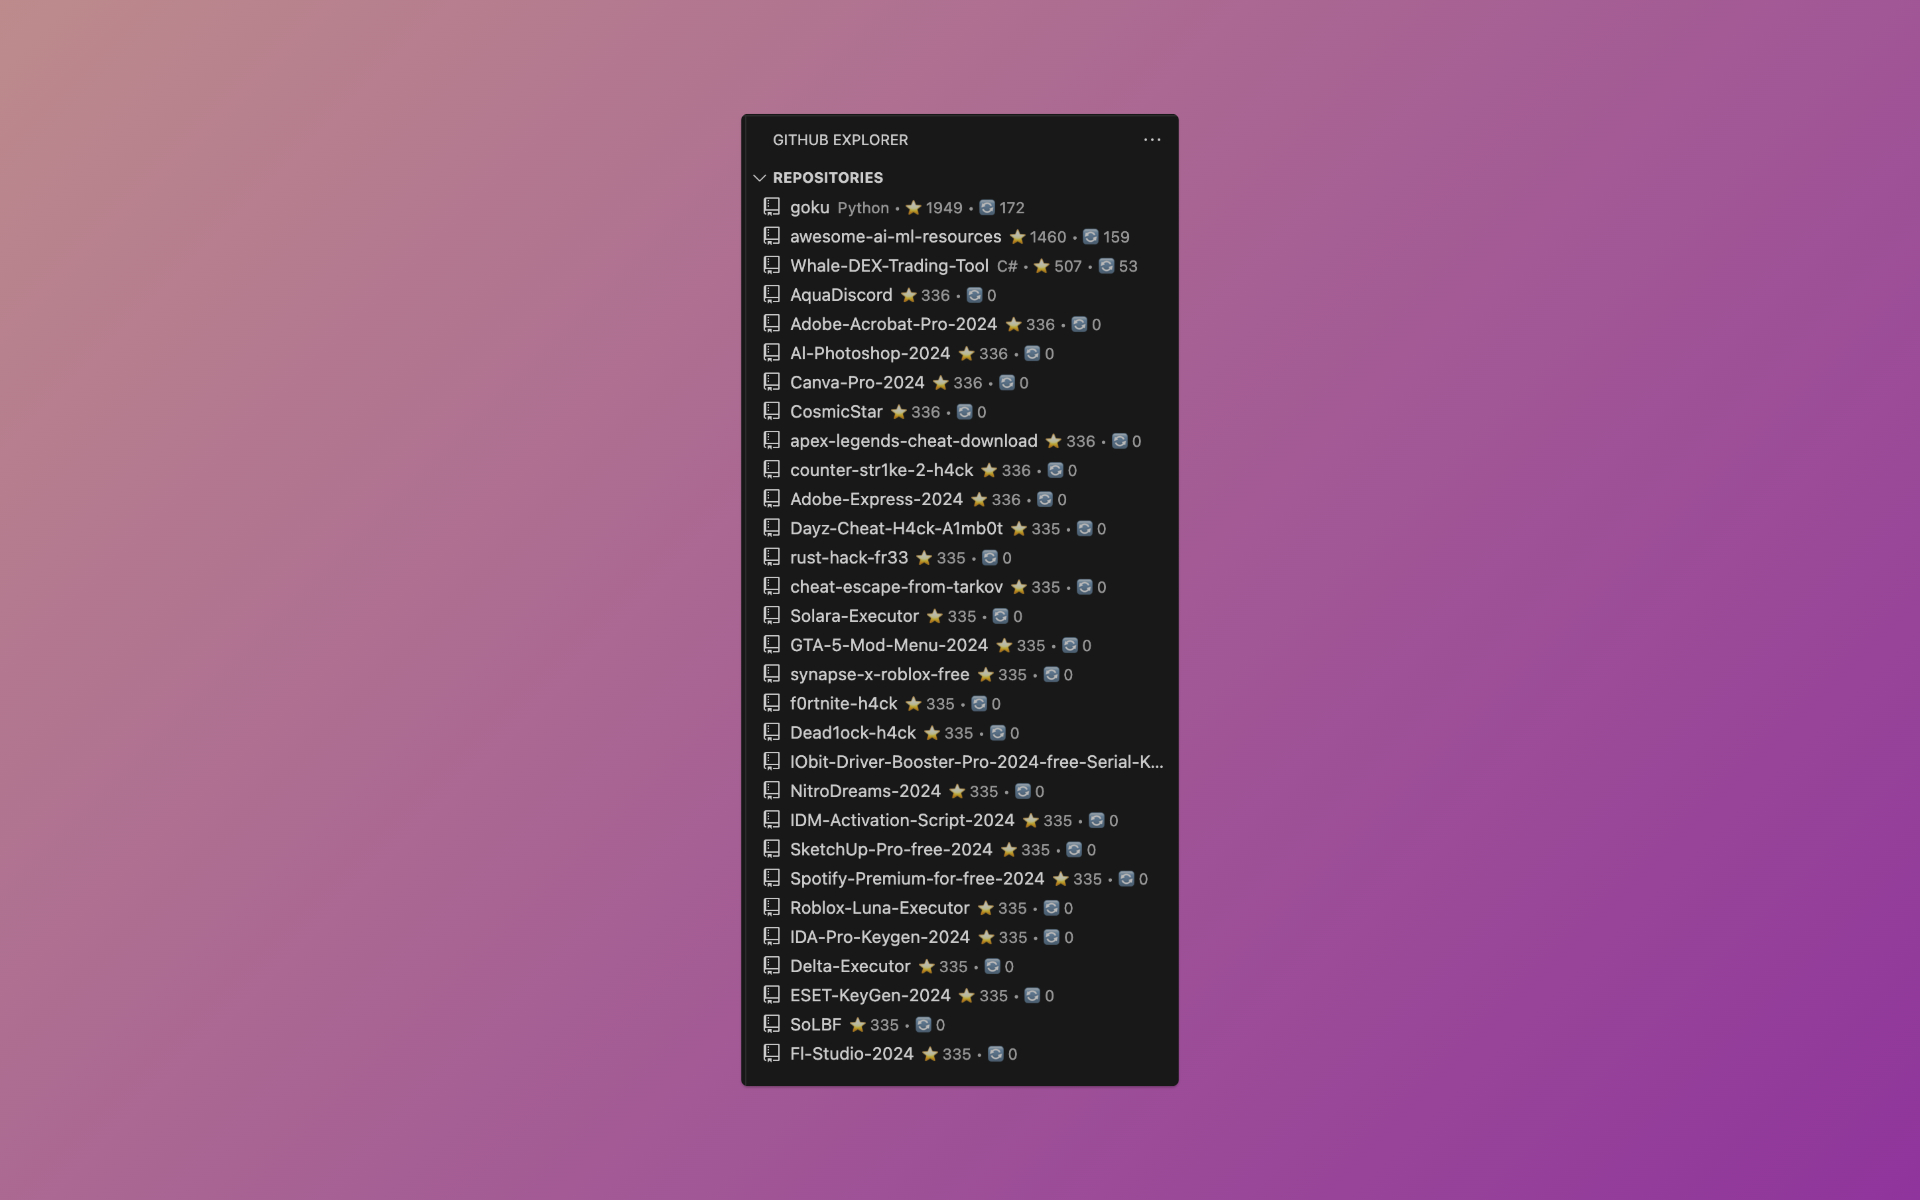 GITHUB EXPLORER ...
REPOSITORIES
goku Python • ⭐ 1949 • 🔄 172
awesome-ai-ml-resources ⭐ 1460 • 🔄 159
Whale-DEX-Trading-Tool C# • ⭐ 507 • 🔄 53
AquaDiscord ⭐ 336 • 🔄 0
Adobe-Acrobat-Pro-2024 ⭐ 336 • 🔄 0
AI-Photoshop-2024 ⭐ 336 • 🔄 0
Canva-Pro-2024 ⭐ 336 • 🔄 0
CosmicStar ⭐ 336 • 🔄 0
apex-legends-cheat-download ⭐ 336 • 🔄 0
counter-str1ke-2-h4ck ⭐ 336 • 🔄 0
Adobe-Express-2024 ⭐ 336 • 🔄 0
Dayz-Cheat-H4ck-A1mb0t ⭐ 335 • 🔄 0
rust-hack-fr33 ⭐ 335 • 🔄 0
cheat-escape-from-tarkov ⭐ 335 • 🔄 0
Solara-Executor ⭐ 335 • 🔄 0
GTA-5-Mod-Menu-2024 ⭐ 335 • 🔄 0
synapse-x-roblox-free ⭐ 335 • 🔄 0
f0rtnite-h4ck ⭐ 335 • 🔄 0
Dead1ock-h4ck ⭐ 335 • 🔄 0
IObit-Driver-Booster-Pro-2024-free-Serial-K...
NitroDreams-2024 ⭐ 335 • 🔄 0
IDM-Activation-Script-2024 ⭐ 335 • 🔄 0
SketchUp-Pro-free-2024 ⭐ 335 • 🔄 0
Spotify-Premium-for-free-2024 ⭐ 335 • 🔄 0
Roblox-Luna-Executor ⭐ 335 • 🔄 0
IDA-Pro-Keygen-2024 ⭐ 335 • 🔄 0
Delta-Executor ⭐ 335 • 🔄 0
ESET-KeyGen-2024 ⭐ 335 • 🔄 0
SoLBF ⭐ 335 • 🔄 0
Fl-Studio-2024 ⭐ 335 • 🔄 0